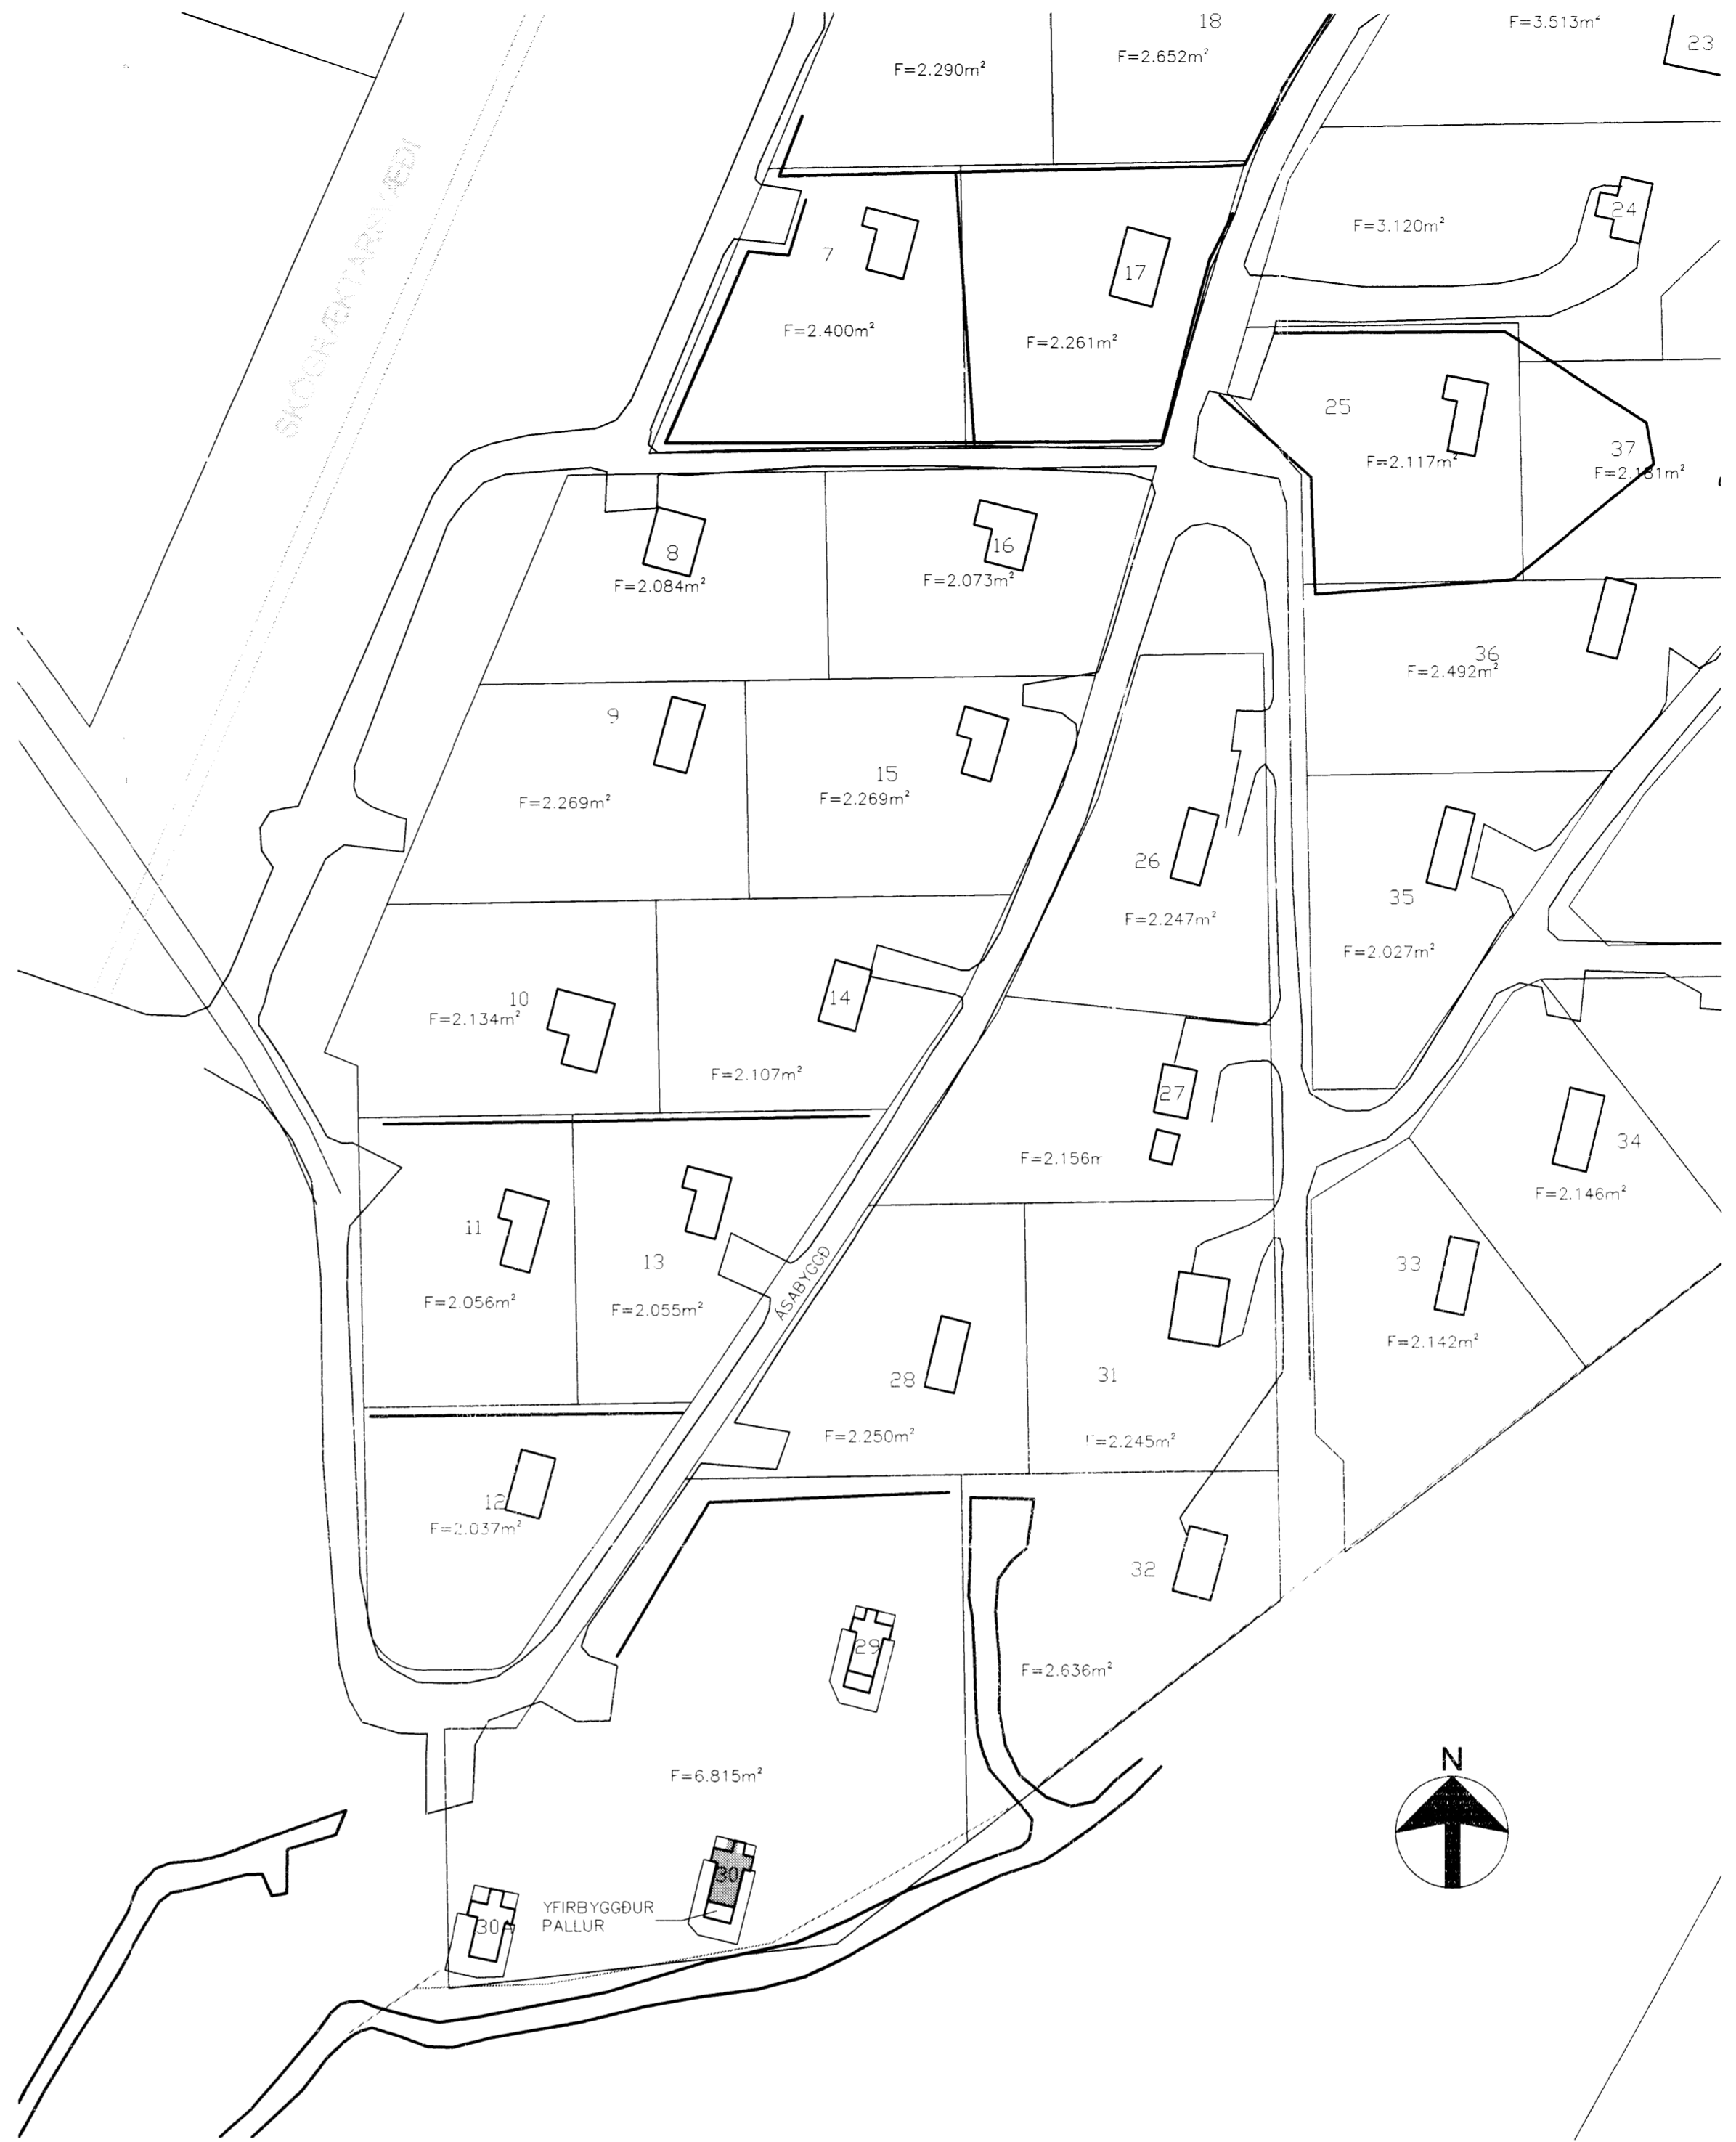 18
F=3.513m²
23
F=2.290m²
F=2.652m²
SKÓGRÆKTARSVÆÐI
7
17
24
F=3.120m²
F=2.400m²
F=2.261m²
25
37
F=2.117m²
F=2.181m²
8
16
F=2.084m²
F=2.073m²
36
F=2.492m²
9
15
F=2.269m²
F=2.269m²
26
35
F=2.247m²
F=2.027m²
10
14
F=2.134m²
F=2.107m²
27
F=2.156m
34
F=2.146m²
11
13
F=2.056m²
F=2.055m²
ÁSABYGGÐ
33
F=2.142m²
28
31
F=2.250m²
F=2.245m²
12
F=2.037m²
32
29
F=2.636m²
F=6.815m²
N
30
YFIRBYGGÐUR
PALLUR
30A